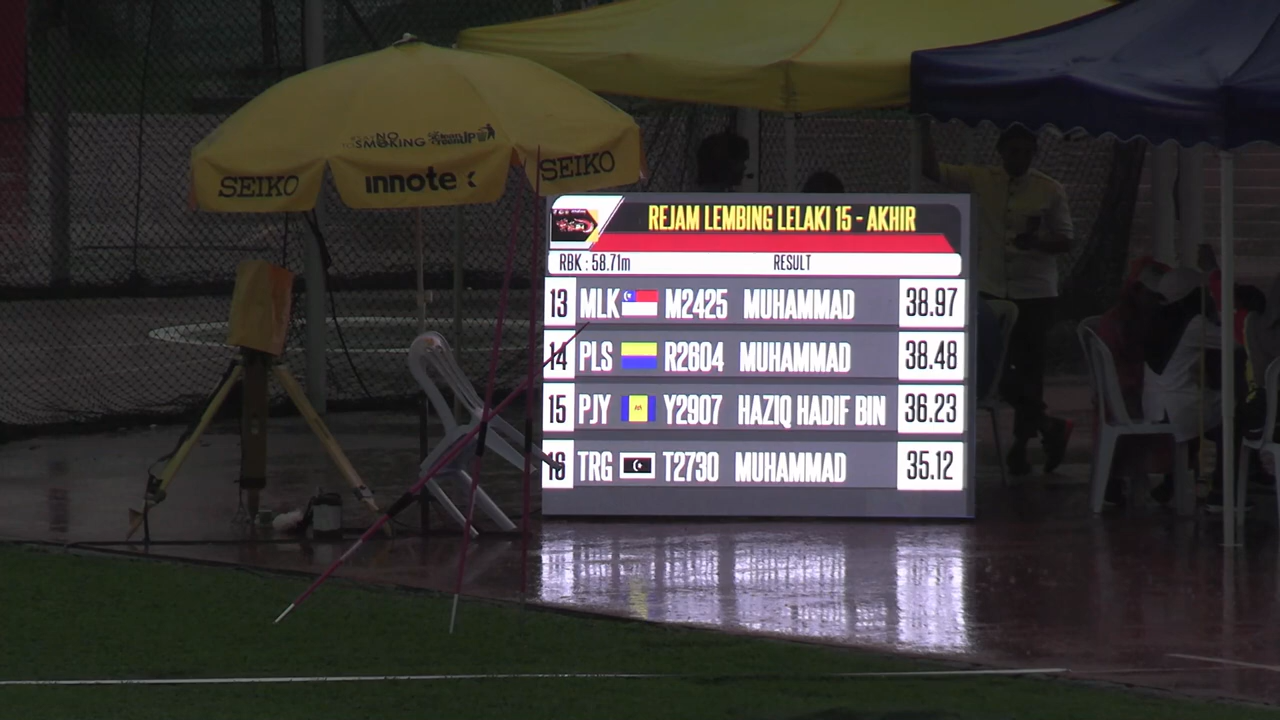 NO
SMOKING
SEIKO
innotex
SEIKO
REJAM LEMBING LELAKI 15 - AKHIR
RBK : 58.71m RESULT
13 MLK M2425 MUHAMMAD 38.97
14 PLS R2604 MUHAMMAD 38.48
15 PJY Y2907 HAZIQ HADIF BIN 36.23
16 TRG T2730 MUHAMMAD 35.12